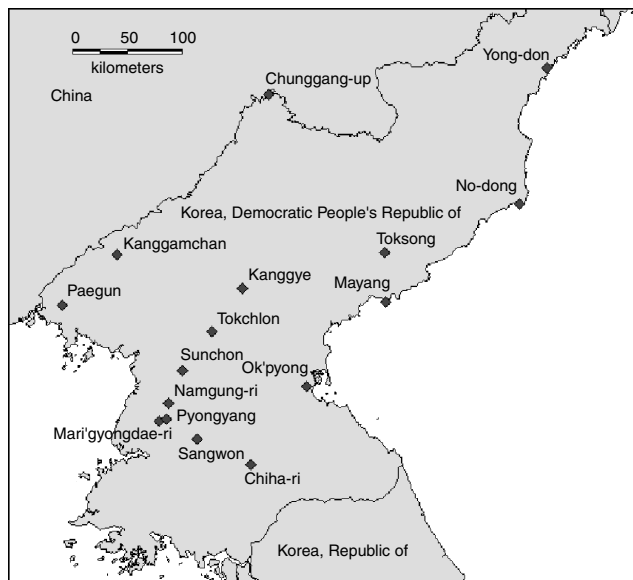 0 50 100
kilometers
Yong-don
Chunggang-up
China
No-dong
Korea, Democratic People's Republic of
Kanggamchan
Toksong
Kanggye
Mayang
Paegun
Tokchlon
Sunchon
Ok'pyong
Namgung-ri
Pyongyang
Mari'gyongdae-ri
Sangwon
Chiha-ri
Korea, Republic of